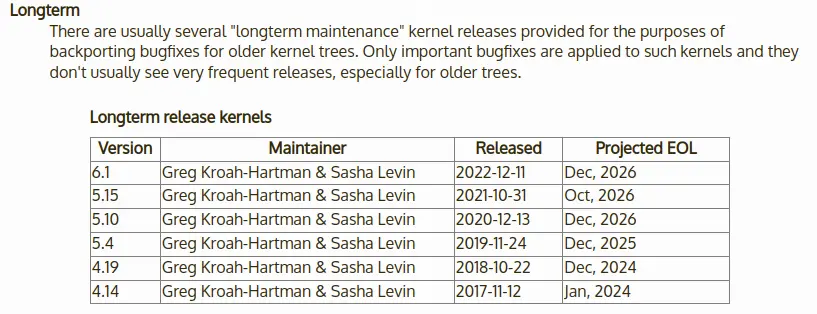 Longterm
There are usually several "longterm maintenance" kernel releases provided for the purposes of
backporting bugfixes for older kernel trees. Only important bugfixes are applied to such kernels and they
don't usually see very frequent releases, especially for older trees.
Longterm release kernels
Version Maintainer Released Projected EOL
6.1 Greg Kroah-Hartman & Sasha Levin 2022-12-11 Dec, 2026
5.15 Greg Kroah-Hartman & Sasha Levin 2021-10-31 Oct, 2026
5.10 Greg Kroah-Hartman & Sasha Levin 2020-12-13 Dec, 2026
5.4 Greg Kroah-Hartman & Sasha Levin 2019-11-24 Dec, 2025
4.19 Greg Kroah-Hartman & Sasha Levin 2018-10-22 Dec, 2024
4.14 Greg Kroah-Hartman & Sasha Levin 2017-11-12 Jan, 2024